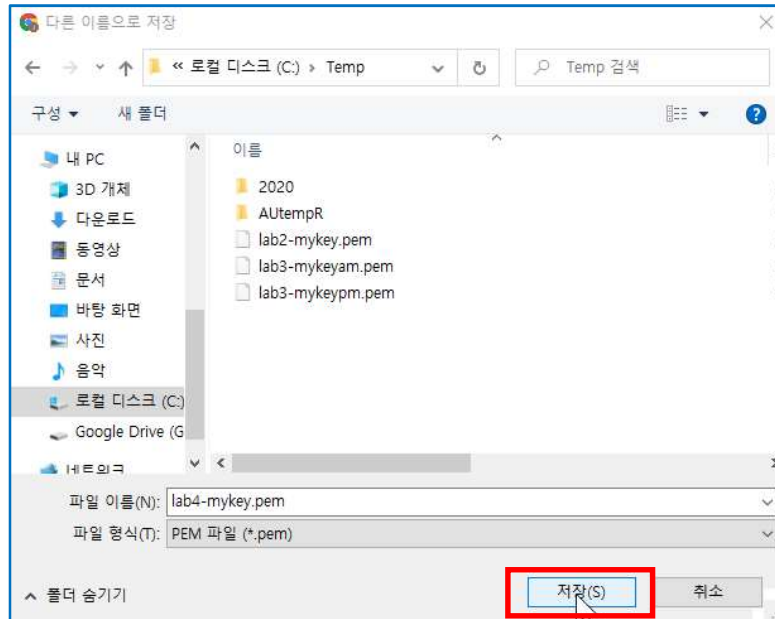 다른 이름으로 저장
« 로컬 디스크 (C:) › Temp
Temp 검색
구성
새 폴더
내 PC
3D 개체
다운로드
동영상
문서
바탕 화면
사진
음악
로컬 디스크 (C:)
Google Drive (G
네트워크
이름
2020
AUtempR
lab2-mykey.pem
lab3-mykeyam.pem
lab3-mykeypm.pem
파일 이름(N): lab4-mykey.pem
파일 형식(T): PEM 파일 (*.pem)
폴더 숨기기
저장(S)
취소